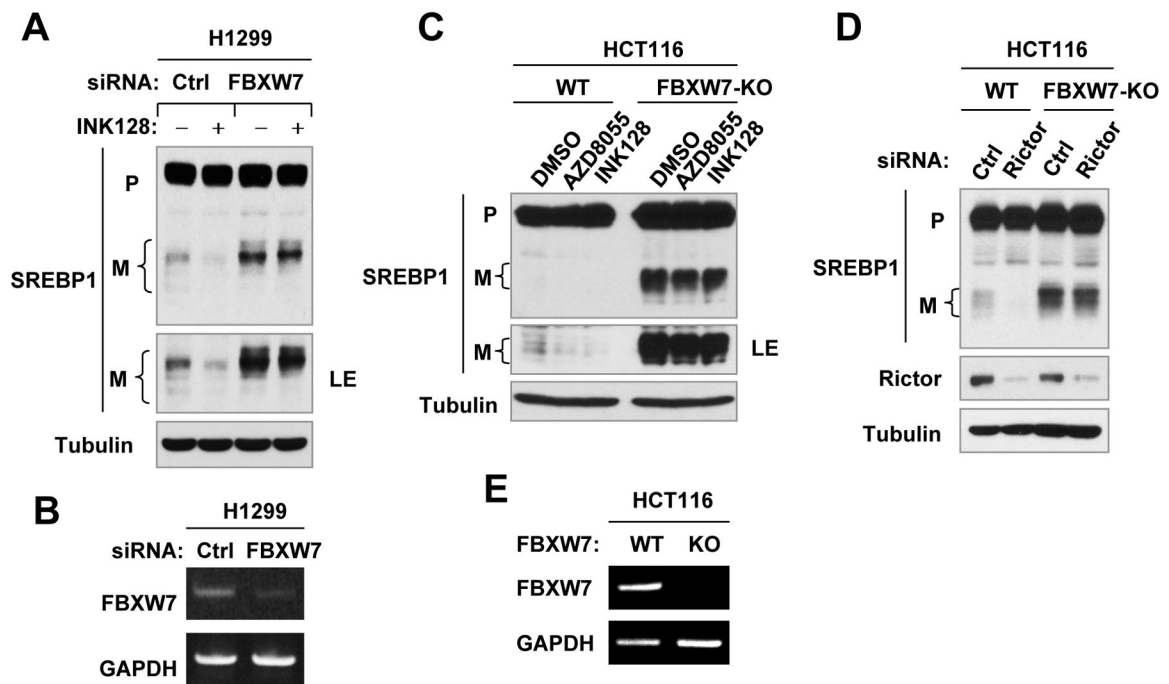 A
H1299
siRNA: Ctrl FBXW7
INK128: – + – +
P
SREBP1
M
M
LE
Tubulin
B
H1299
siRNA: Ctrl FBXW7
FBXW7
GAPDH
C
HCT116
WT FBXW7-KO
DMSO AZD8055 INK128 DMSO AZD8055 INK128
P
SREBP1
M
M
LE
Tubulin
D
HCT116
WT FBXW7-KO
siRNA: Ctrl Rictor Ctrl Rictor
P
SREBP1
M
Rictor
Tubulin
E
HCT116
FBXW7: WT KO
FBXW7
GAPDH